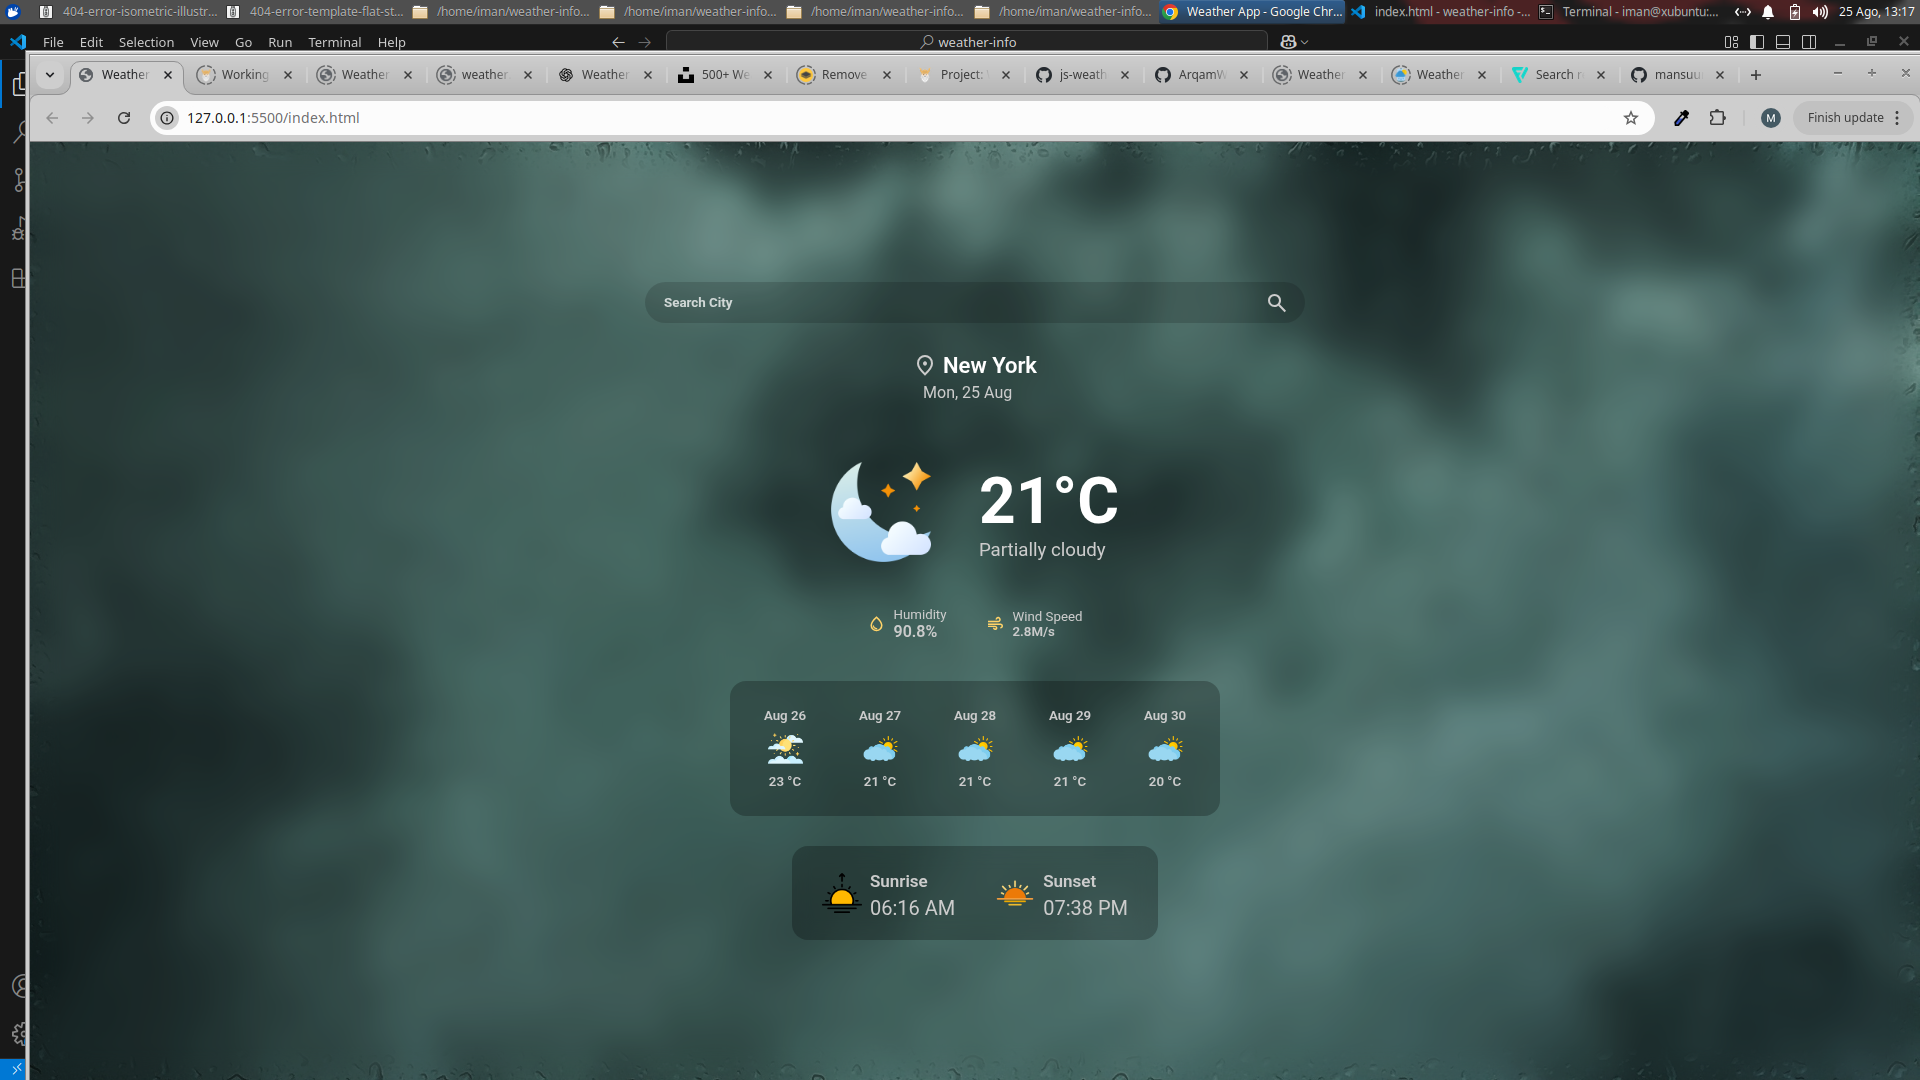 404-error-isometric-illustr...
404-error-template-flat-st...
/home/iman/weather-info...
/home/iman/weather-info...
/home/iman/weather-info...
/home/iman/weather-info...
Weather App - Google Chr...
index.html - weather-info -...
Terminal - iman@xubuntu:...
25 Ago, 13:17
File Edit Selection View Go Run Terminal Help
weather-info
Weather
Working
Weather
weather
Weather
500+ We
Remove
Project:
js-weath
ArqamW
Weather
Weather
Search r
mansuu
127.0.0.1:5500/index.html
M
Finish update
Search City
New York
Mon, 25 Aug
21°C
Partially cloudy
Humidity
90.8%
Wind Speed
2.8M/s
Aug 26 Aug 27 Aug 28 Aug 29 Aug 30
23 °C 21 °C 21 °C 21 °C 20 °C
Sunrise
06:16 AM
Sunset
07:38 PM